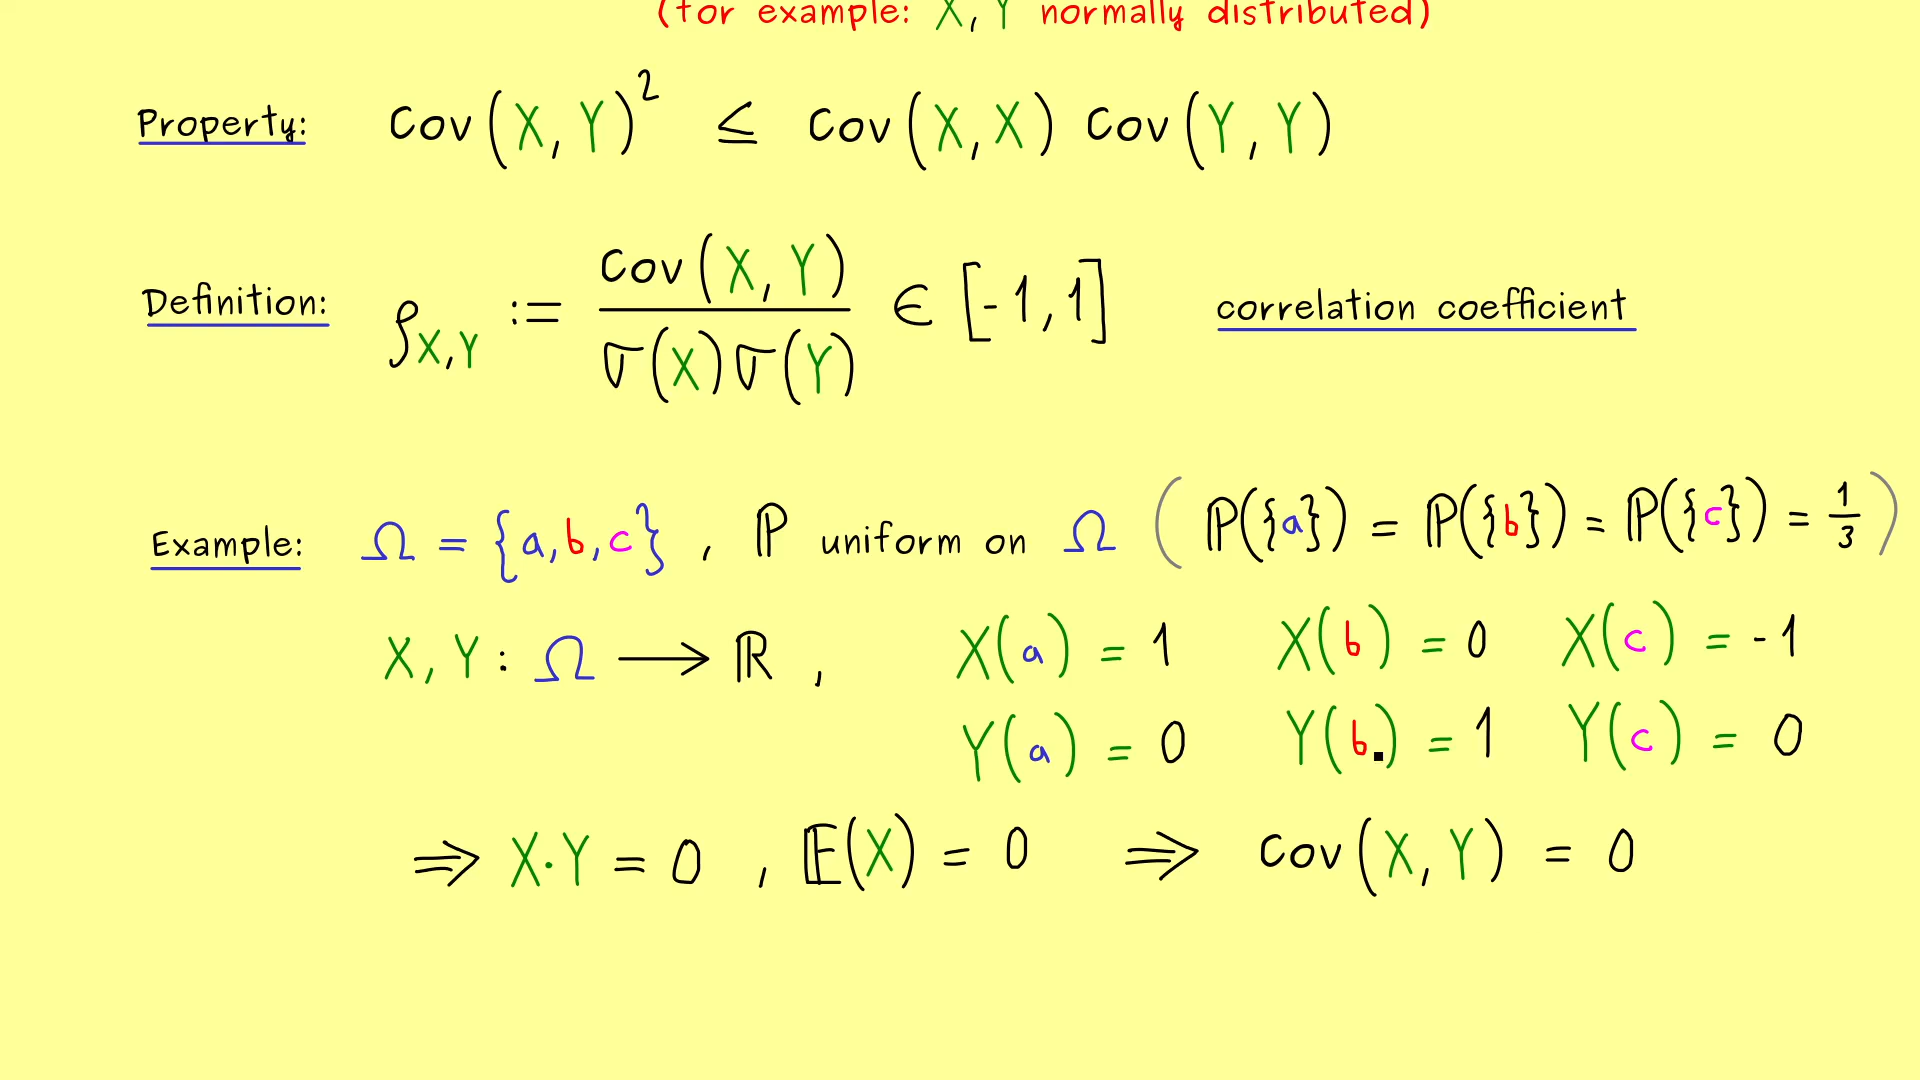 (for example: X, Y normally distributed)
Property: Cov(X, Y)² ≤ Cov(X, X) Cov(Y, Y)
Definition: ρ_X,Y := Cov(X, Y) / σ(X) σ(Y) ∈ [-1, 1] correlation coefficient
Example: Ω = {a, b, c} , ℙ uniform on Ω ( ℙ({a}) = ℙ({b}) = ℙ({c}) = 1/3 )
X, Y : Ω ⟶ ℝ , X(a) = 1 X(b) = 0 X(c) = -1
Y(a) = 0 Y(b) = 1 Y(c) = 0
⇒ X·Y = 0 , 𝔼(X) = 0 ⇒ Cov(X, Y) = 0